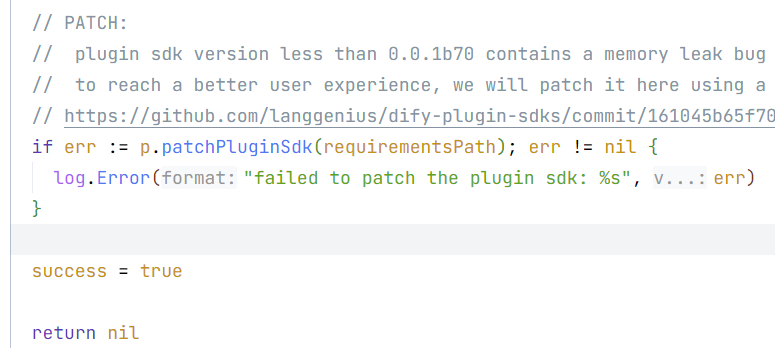 // PATCH:
//  plugin sdk version less than 0.0.1b70 contains a memory leak bug
//  to reach a better user experience, we will patch it here using a
// https://github.com/langgenius/dify-plugin-sdks/commit/161045b65f70
if err := p.patchPluginSdk(requirementsPath); err != nil {
log.Error(format: "failed to patch the plugin sdk: %s", v...: err)
}
success = true
return nil